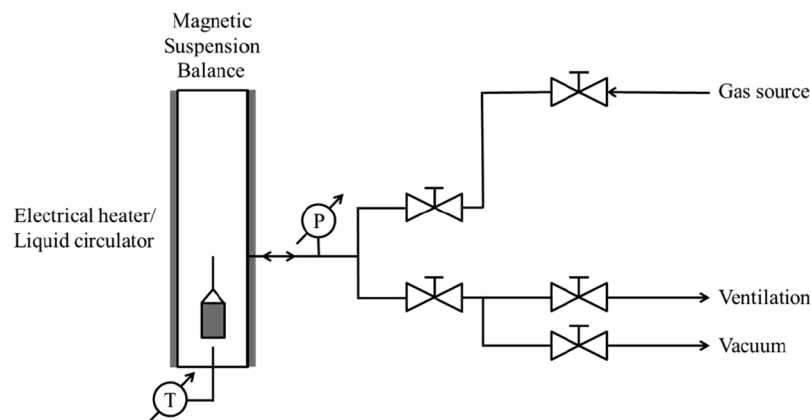 Magnetic
Suspension
Balance
Gas source
P
Electrical heater/
Liquid circulator
Ventilation
Vacuum
T